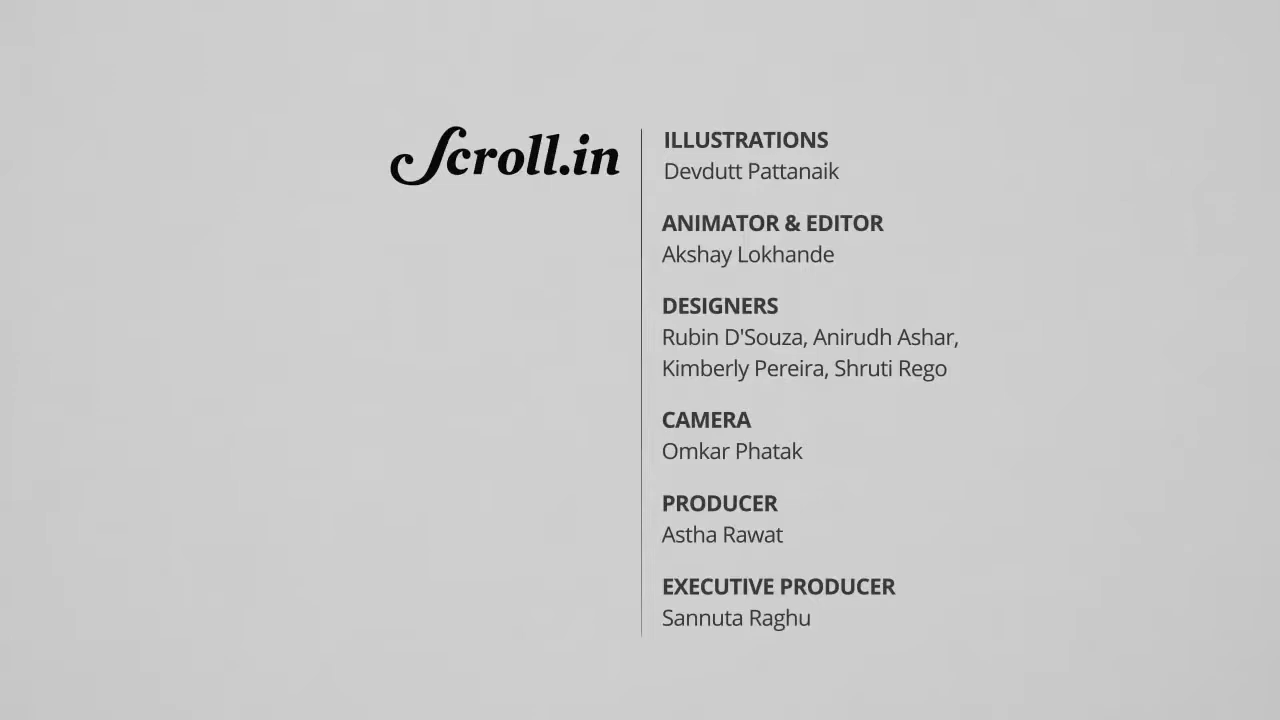 Scroll.in
ILLUSTRATIONS
Devdutt Pattanaik
ANIMATOR & EDITOR
Akshay Lokhande
DESIGNERS
Rubin D'Souza, Anirudh Ashar,
Kimberly Pereira, Shruti Rego
CAMERA
Omkar Phatak
PRODUCER
Astha Rawat
EXECUTIVE PRODUCER
Sannuta Raghu